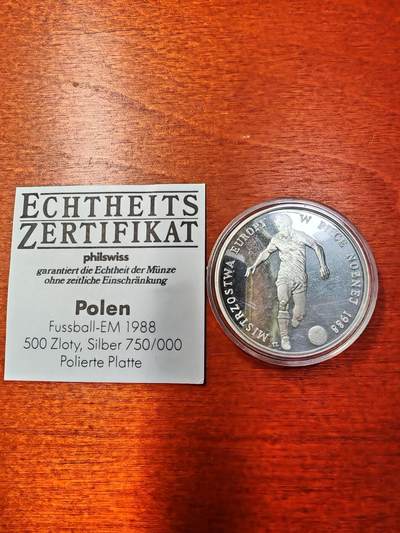 ECHTHEITS
ZERTIFIKAT
philswiss
garantiert die Echtheit der Münze
ohne zeitliche Einschränkung
Polen
Fussball-EM 1988
500 Zloty, Silber 750/000
Polierte Platte
MISTRZOSTWA EUROPY W PIŁCE NOŻNEJ 1988